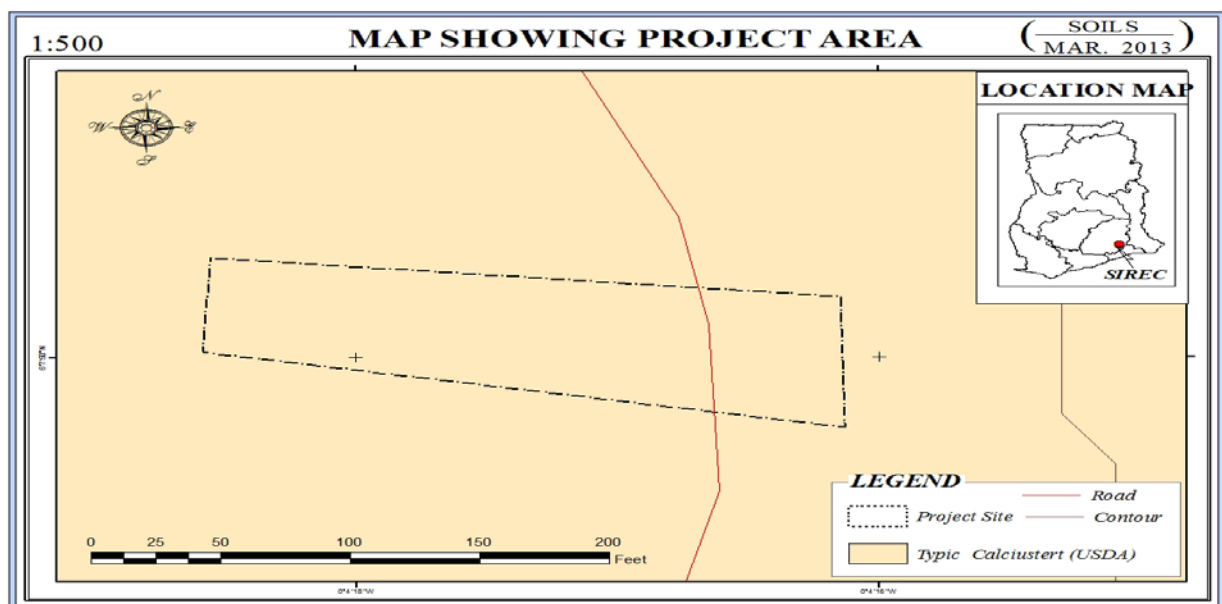 1:500
MAP SHOWING PROJECT AREA
( SOILS
MAR. 2013 )
N
W E
S
LOCATION MAP
SIREC
LEGEND
Road
Project Site
Contour
Typic Calciustert (USDA)
0 25 50 100 150 200
Feet